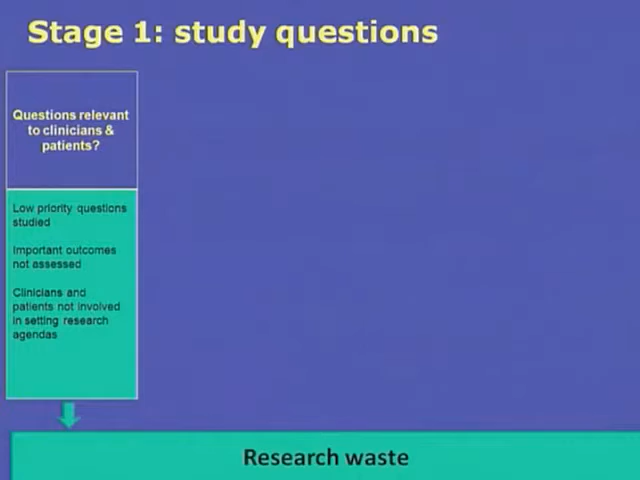 Stage 1: study questions
Questions relevant
to clinicians &
patients?
Low priority questions
studied
Important outcomes
not assessed
Clinicians and
patients not involved
in setting research
agendas
Research waste